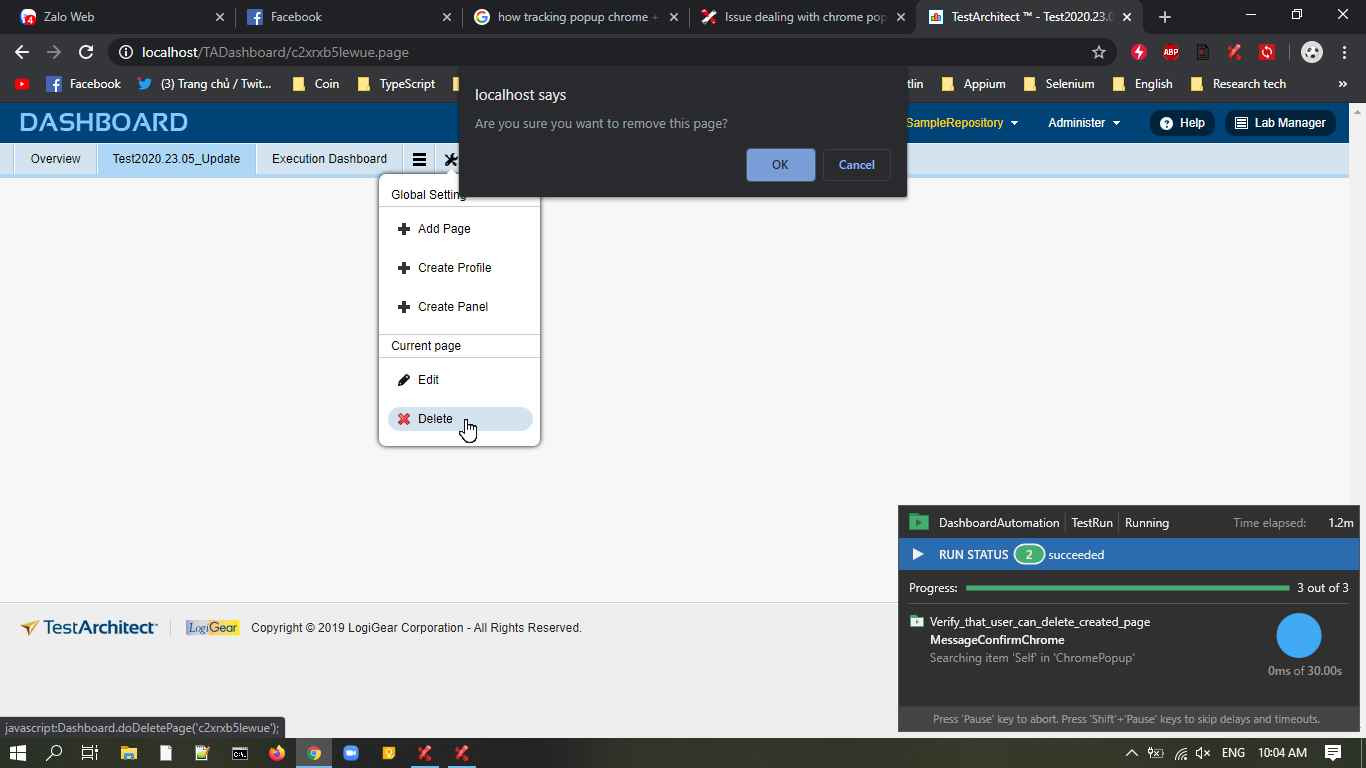 Zalo Web
Facebook
how tracking popup chrome
Issue dealing with chrome pop
TestArchitect ™ - Test2020.23.0
localhost/TADashboard/c2xrxb5lewue.page
ABP
Facebook
(3) Trang chủ / Twit...
Coin
TypeScript
tlin
Appium
Selenium
English
Research tech
»
localhost says
Are you sure you want to remove this page?
OK
Cancel
DASHBOARD
SampleRepository
Administer
Help
Lab Manager
Overview
Test2020.23.05_Update
Execution Dashboard
Global Setting
Add Page
Create Profile
Create Panel
Current page
Edit
Delete
DashboardAutomation
TestRun
Running
Time elapsed:
1.2m
RUN STATUS 2 succeeded
Progress:
3 out of 3
Verify_that_user_can_delete_created_page
MessageConfirmChrome
Searching item 'Self' in 'ChromePopup'
0ms of 30.00s
Press 'Pause' key to abort. Press 'Shift'+'Pause' keys to skip delays and timeouts.
TestArchitect™
LogiGear
Copyright © 2019 LogiGear Corporation - All Rights Reserved.
javascript:Dashboard.doDeletePage('c2xrxb5lewue');
ENG
10:04 AM